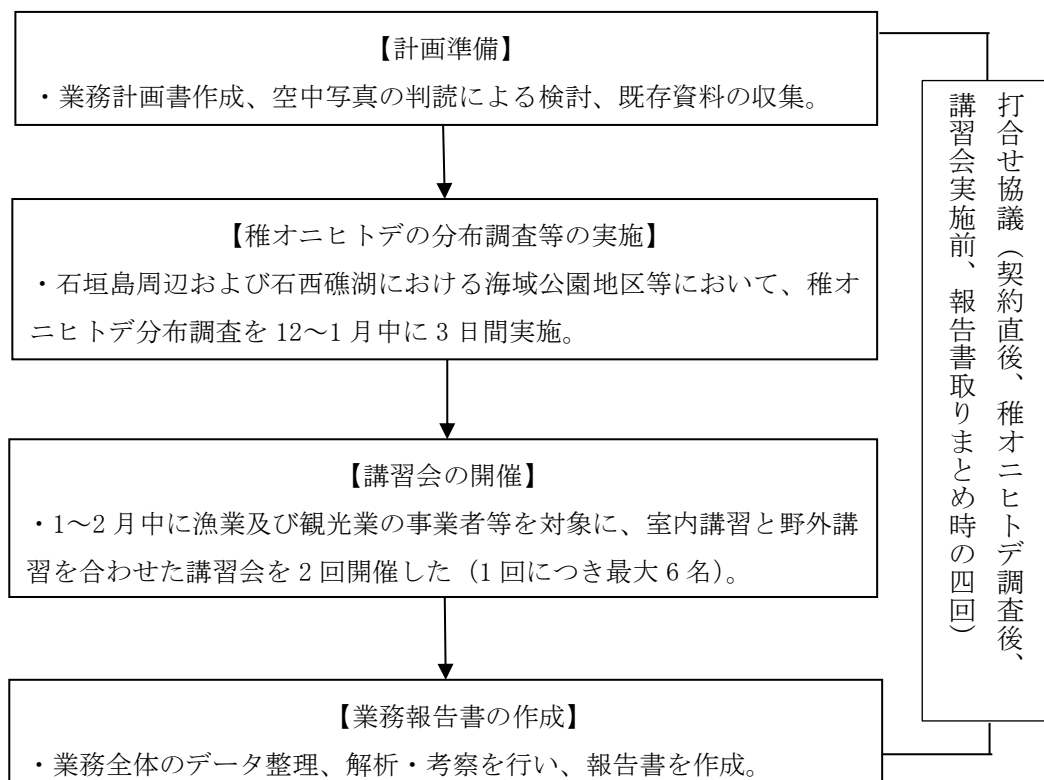 【計画準備】
・業務計画書作成、空中写真の判読による検討、既存資料の収集。
【稚オニヒトデの分布調査等の実施】
・石垣島周辺および石西礁湖における海域公園地区等において、稚オ
ニヒトデ分布調査を 12～1 月中に 3 日間実施。
【講習会の開催】
・1～2 月中に漁業及び観光業の事業者等を対象に、室内講習と野外講
習を合わせた講習会を 2 回開催した（1 回につき最大 6 名）。
【業務報告書の作成】
・業務全体のデータ整理、解析・考察を行い、報告書を作成。
打合せ協議（契約直後、稚オニヒトデ調査後、
講習会実施前、報告書取りまとめ時の四回）